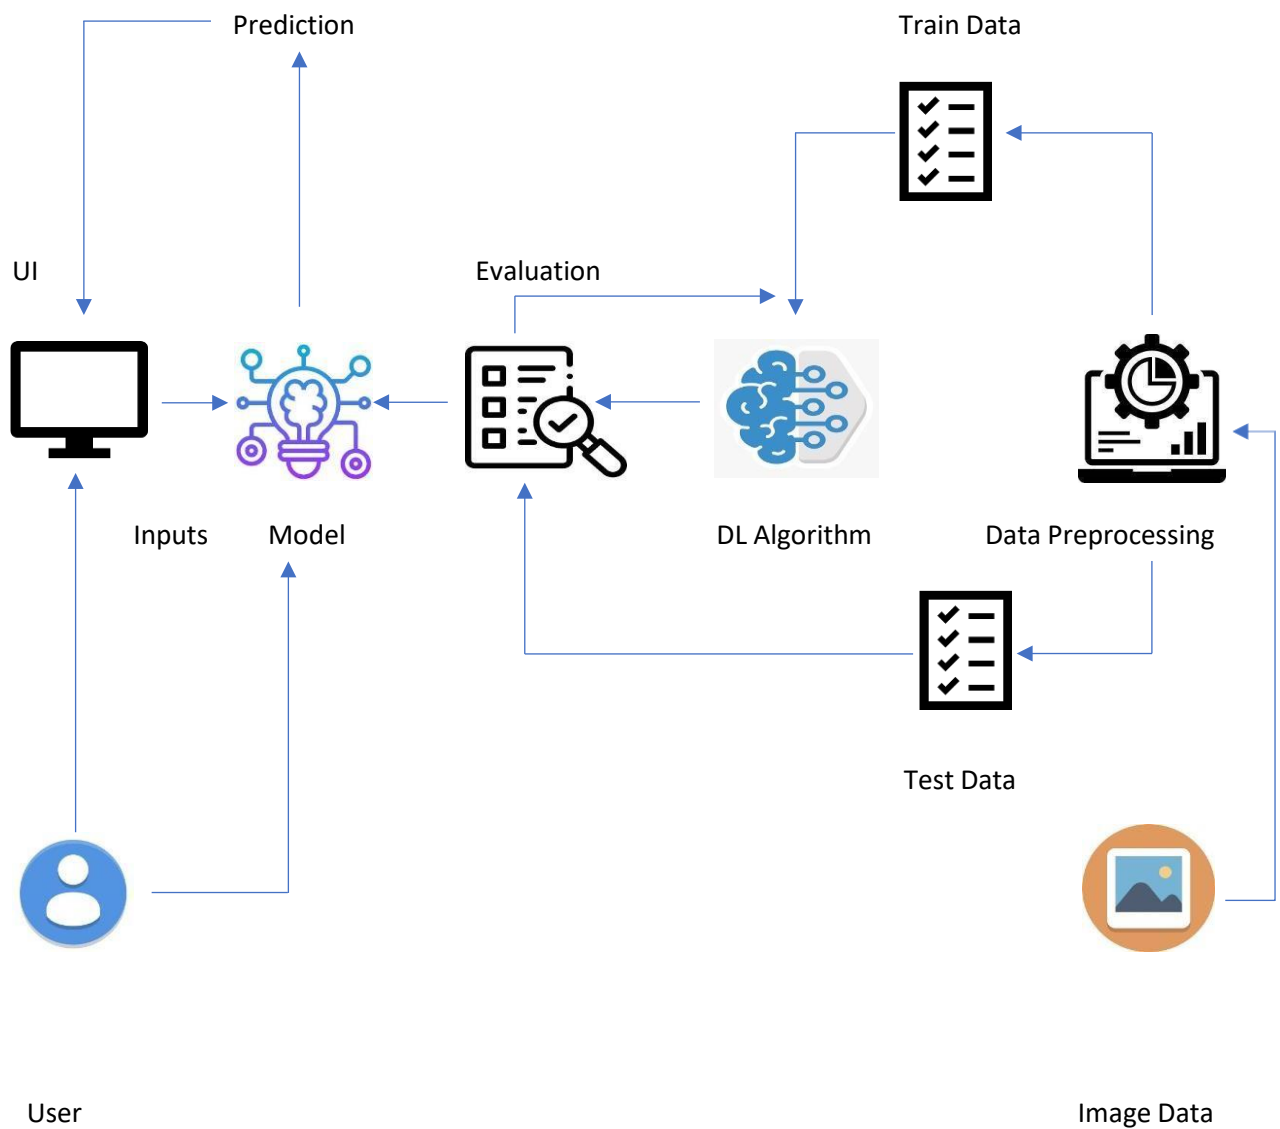 Prediction
Train Data
UI
Evaluation
Inputs
Model
DL Algorithm
Data Preprocessing
Test Data
User
Image Data